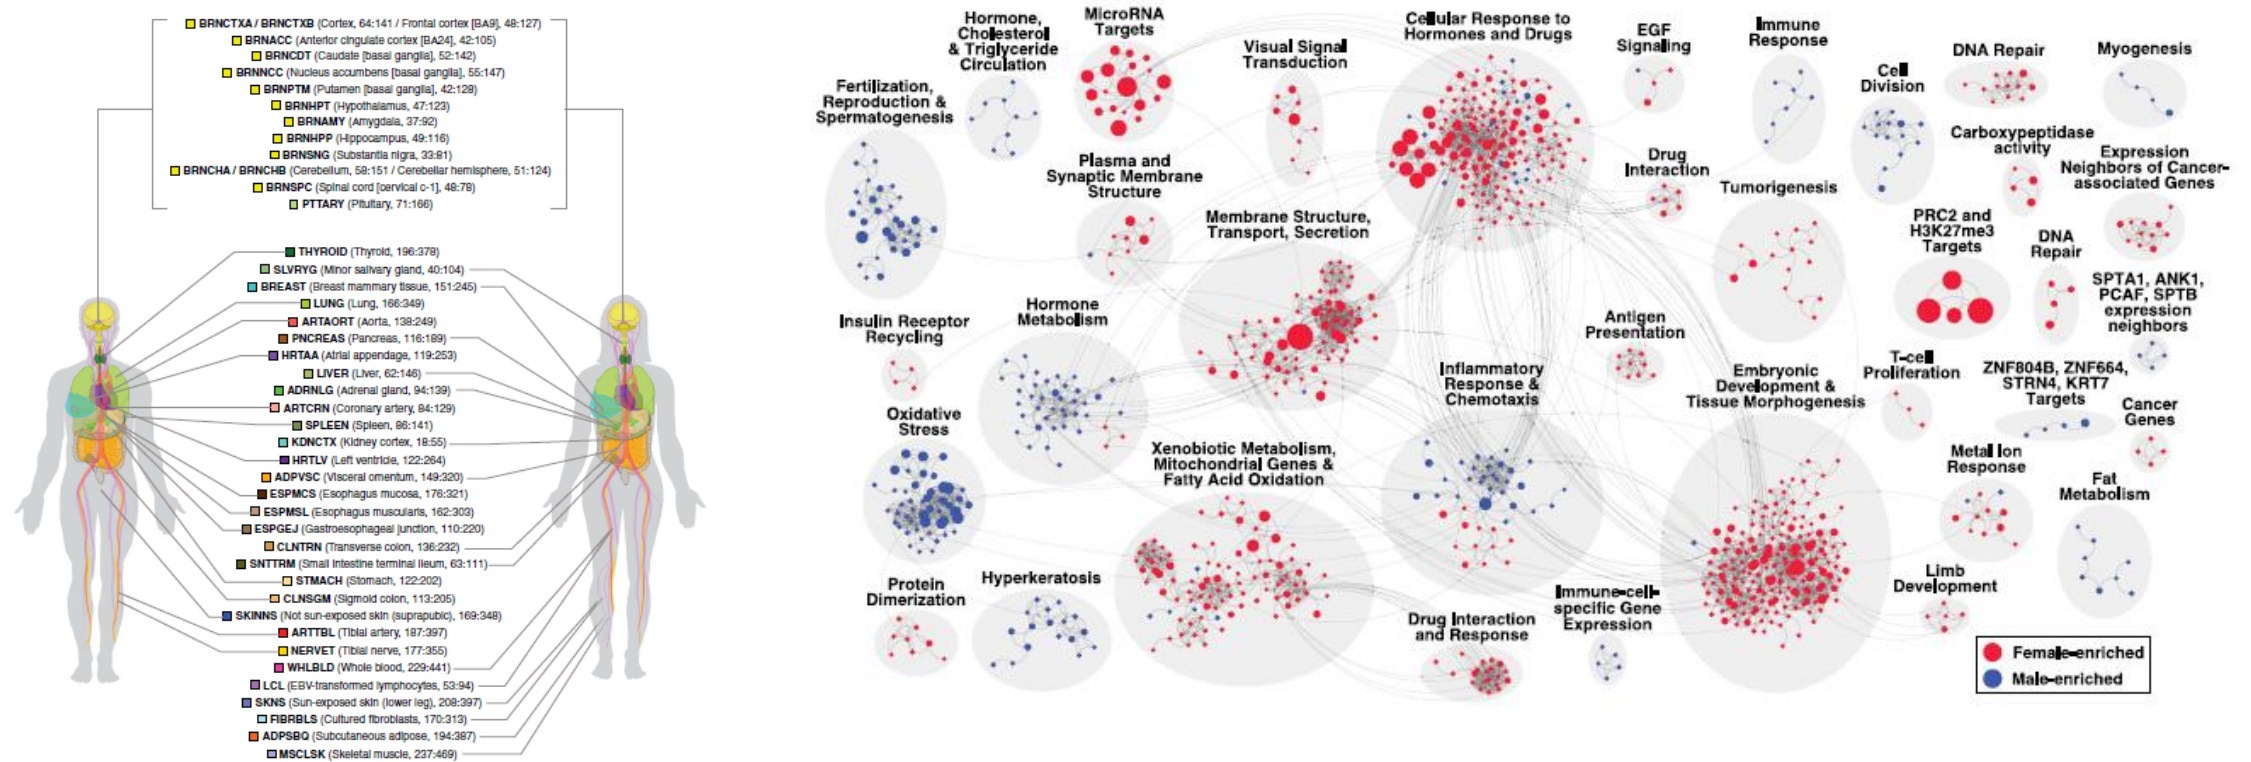 BRNCTXA / BRNCTXB (Cortex, 64:141 / Frontal cortex [BA9], 48:127)
BRNACC (Anterior cingulate cortex [BA24], 42:105)
BRNCDT (Caudate [basal ganglia], 52:142)
BRNNCC (Nucleus accumbens [basal ganglia], 55:147)
BRNPTM (Putamen [basal ganglia], 42:128)
BRNHPT (Hypothalamus, 47:123)
BRNAMY (Amygdala, 37:92)
BRNHPP (Hippocampus, 49:116)
BRNSNG (Substantia nigra, 33:81)
BRNCHA / BRNCHB (Cerebellum, 58:151 / Cerebellar hemisphere, 51:124)
BRNSPC (Spinal cord [cervical c-1], 48:78)
PTTARY (Pituitary, 71:166)
THYROID (Thyroid, 196:378)
SLVRYG (Minor salivary gland, 40:104)
BREAST (Breast mammary tissue, 151:245)
LUNG (Lung, 166:349)
ARTAORT (Aorta, 138:249)
PNCREAS (Pancreas, 116:189)
HRTAA (Atrial appendage, 119:253)
LIVER (Liver, 62:146)
ADRNLG (Adrenal gland, 94:139)
ARTCRN (Coronary artery, 84:129)
SPLEEN (Spleen, 86:141)
KDNCTX (Kidney cortex, 18:55)
HRTLV (Left ventricle, 122:264)
ADPVSC (Visceral omentum, 149:320)
ESPMCS (Esophagus mucosa, 176:321)
ESPMSL (Esophagus muscularis, 162:303)
ESPGEJ (Gastroesophageal junction, 110:220)
CLNTRN (Transverse colon, 136:232)
SNTTRM (Small intestine terminal ileum, 63:111)
STMACH (Stomach, 122:202)
CLNSGM (Sigmoid colon, 113:205)
SKINNS (Not sun-exposed skin (suprapubic), 169:348)
ARTTBL (Tibial artery, 187:397)
NERVET (Tibial nerve, 177:355)
WHLBLD (Whole blood, 229:441)
LCL (EBV-transformed lymphocytes, 53:94)
SKNS (Sun-exposed skin (lower leg), 208:397)
FIBRBLS (Cultured fibroblasts, 170:313)
ADPSBQ (Subcutaneous adipose, 194:387)
MSCLSK (Skeletal muscle, 237:469)
Hormone,
Cholesterol
& Triglyceride
Circulation
MicroRNA
Targets
Visual Signal
Transduction
Cellular Response to
Hormones and Drugs
EGF
Signaling
Immune
Response
Cell
Division
DNA Repair
Myogenesis
Fertilization,
Reproduction &
Spermatogenesis
Plasma and
Synaptic Membrane
Structure
Membrane Structure,
Transport, Secretion
Drug
Interaction
Tumorigenesis
Carboxypeptidase
activity
Expression
Neighbors of Cancer-
associated Genes
PRC2 and
H3K27me3
Targets
DNA
Repair
SPTA1, ANK1,
PCAF, SPTB
expression
neighbors
Insulin Receptor
Recycling
Hormone
Metabolism
Antigen
Presentation
Inflammatory
Response &
Chemotaxis
Embryonic
Development &
Tissue Morphogenesis
T-cell
Proliferation
ZNF804B, ZNF664,
STRN4, KRT7
Targets
Cancer
Genes
Oxidative
Stress
Xenobiotic Metabolism,
Mitochondrial Genes &
Fatty Acid Oxidation
Metal Ion
Response
Fat
Metabolism
Protein
Dimerization
Hyperkeratosis
Drug Interaction
and Response
Immune-cell-
specific Gene
Expression
Limb
Development
Female-enriched
Male-enriched